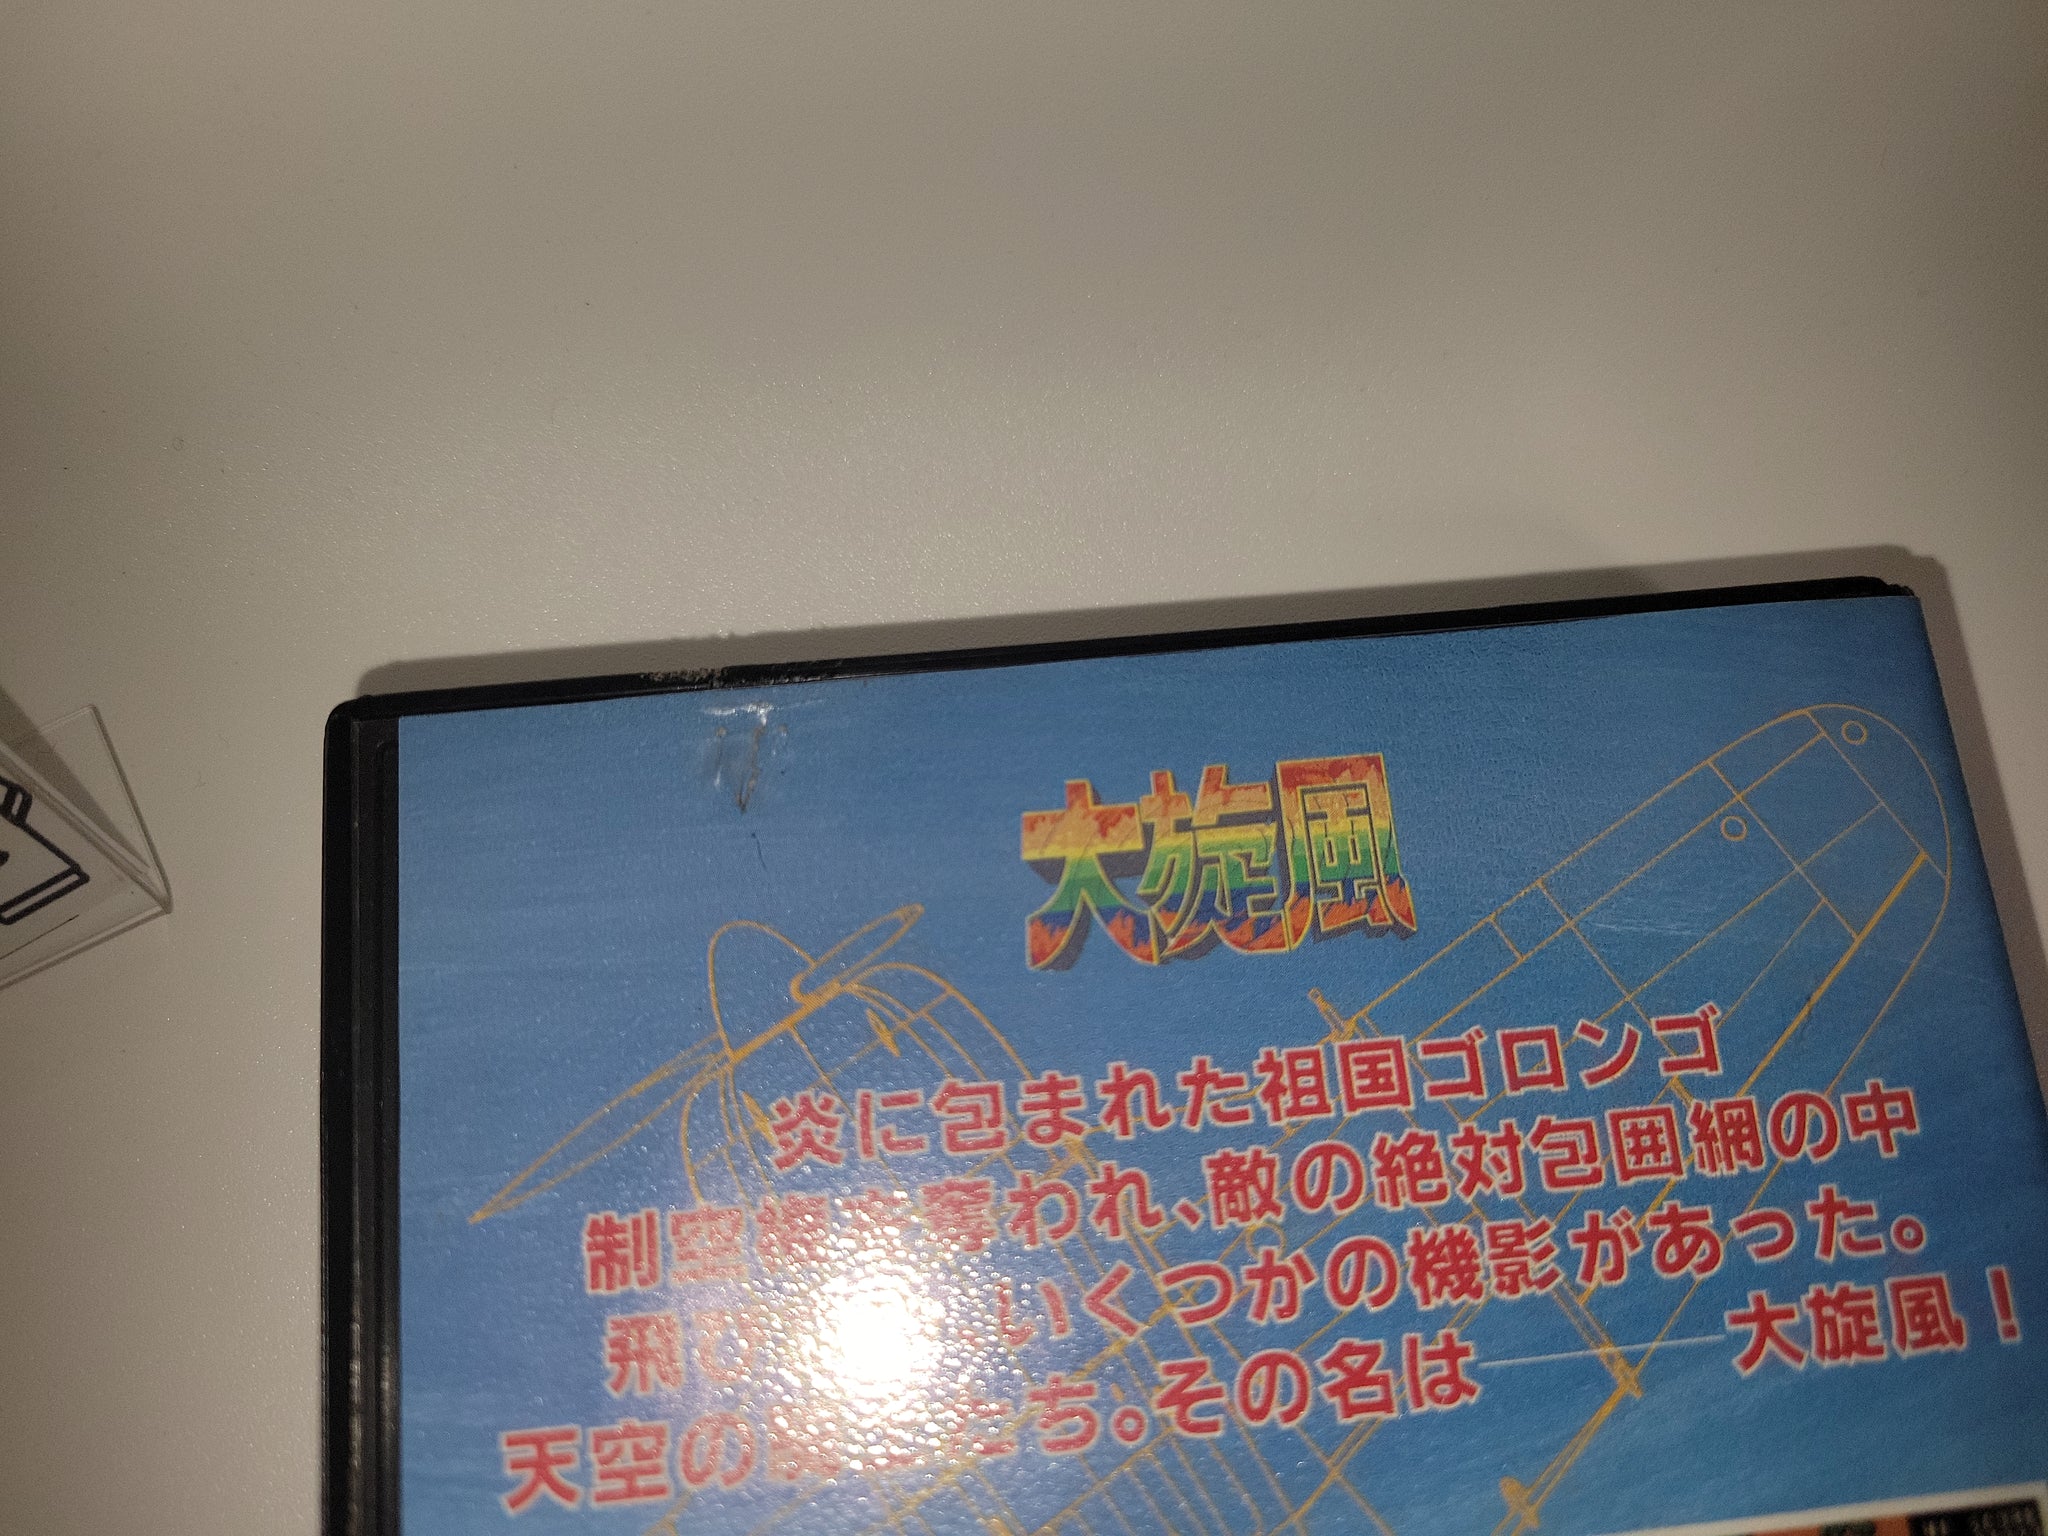 大旋風
炎に包まれた祖国ゴロンゴ
制空権を奪われ、敵の絶対包囲網の中
飛び いくつかの機影があった。
天空の たち。その名は――大旋風！